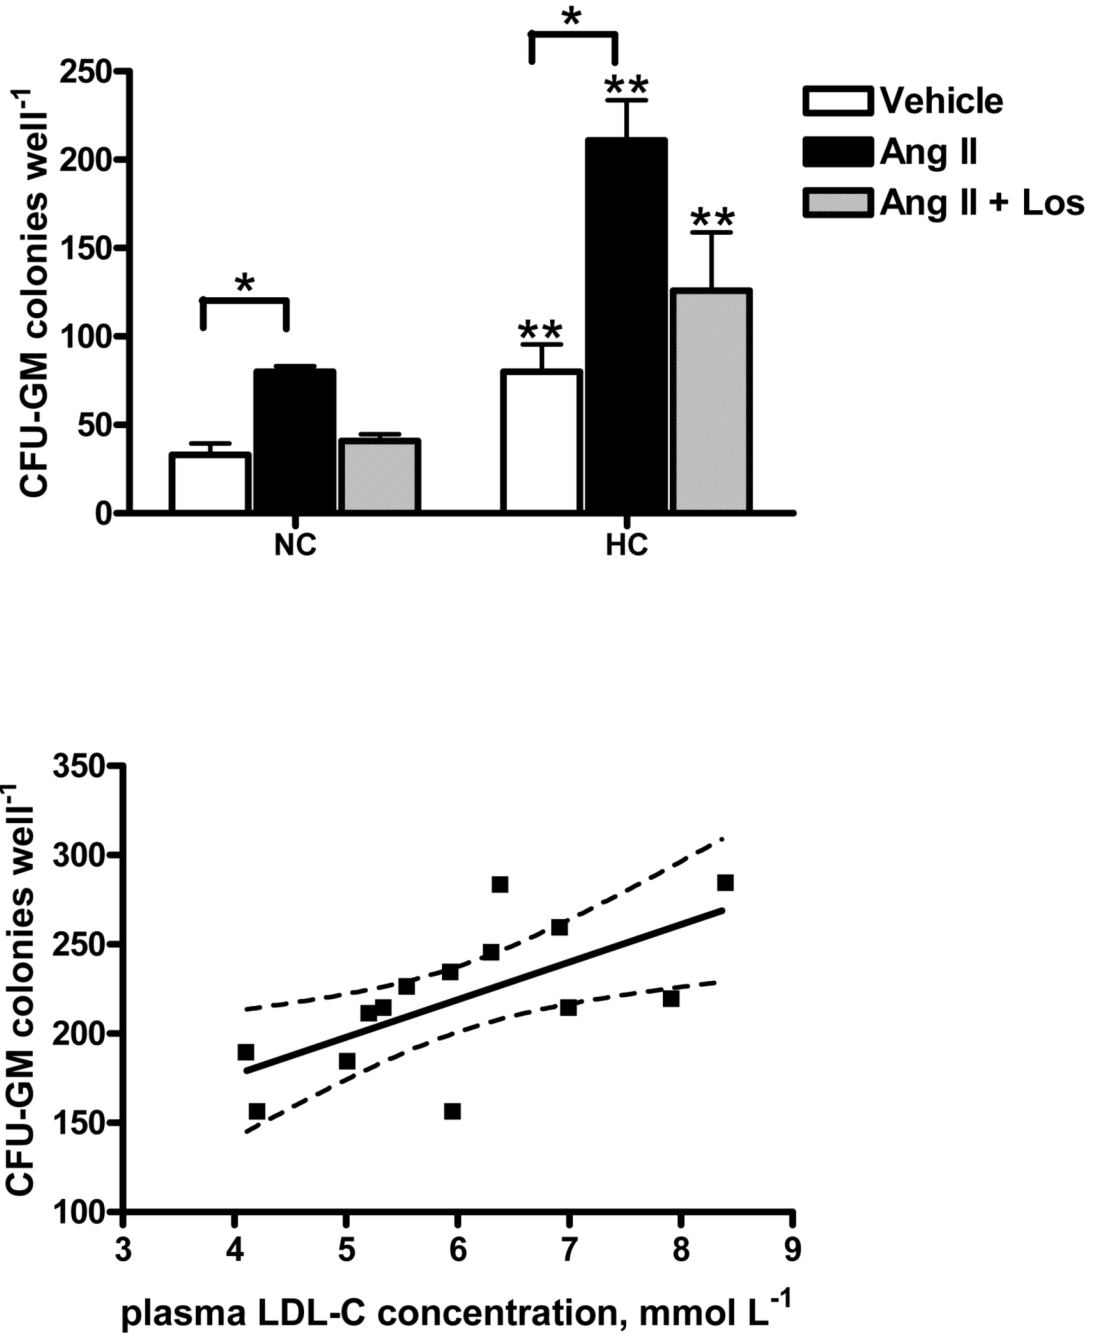 *
**
250
200
150
100
50
0
CFU-GM colonies well-1
*
**
**
NC
HC
Vehicle
Ang II
Ang II + Los
350
300
250
200
150
100
CFU-GM colonies well-1
3 4 5 6 7 8 9
plasma LDL-C concentration, mmol L-1